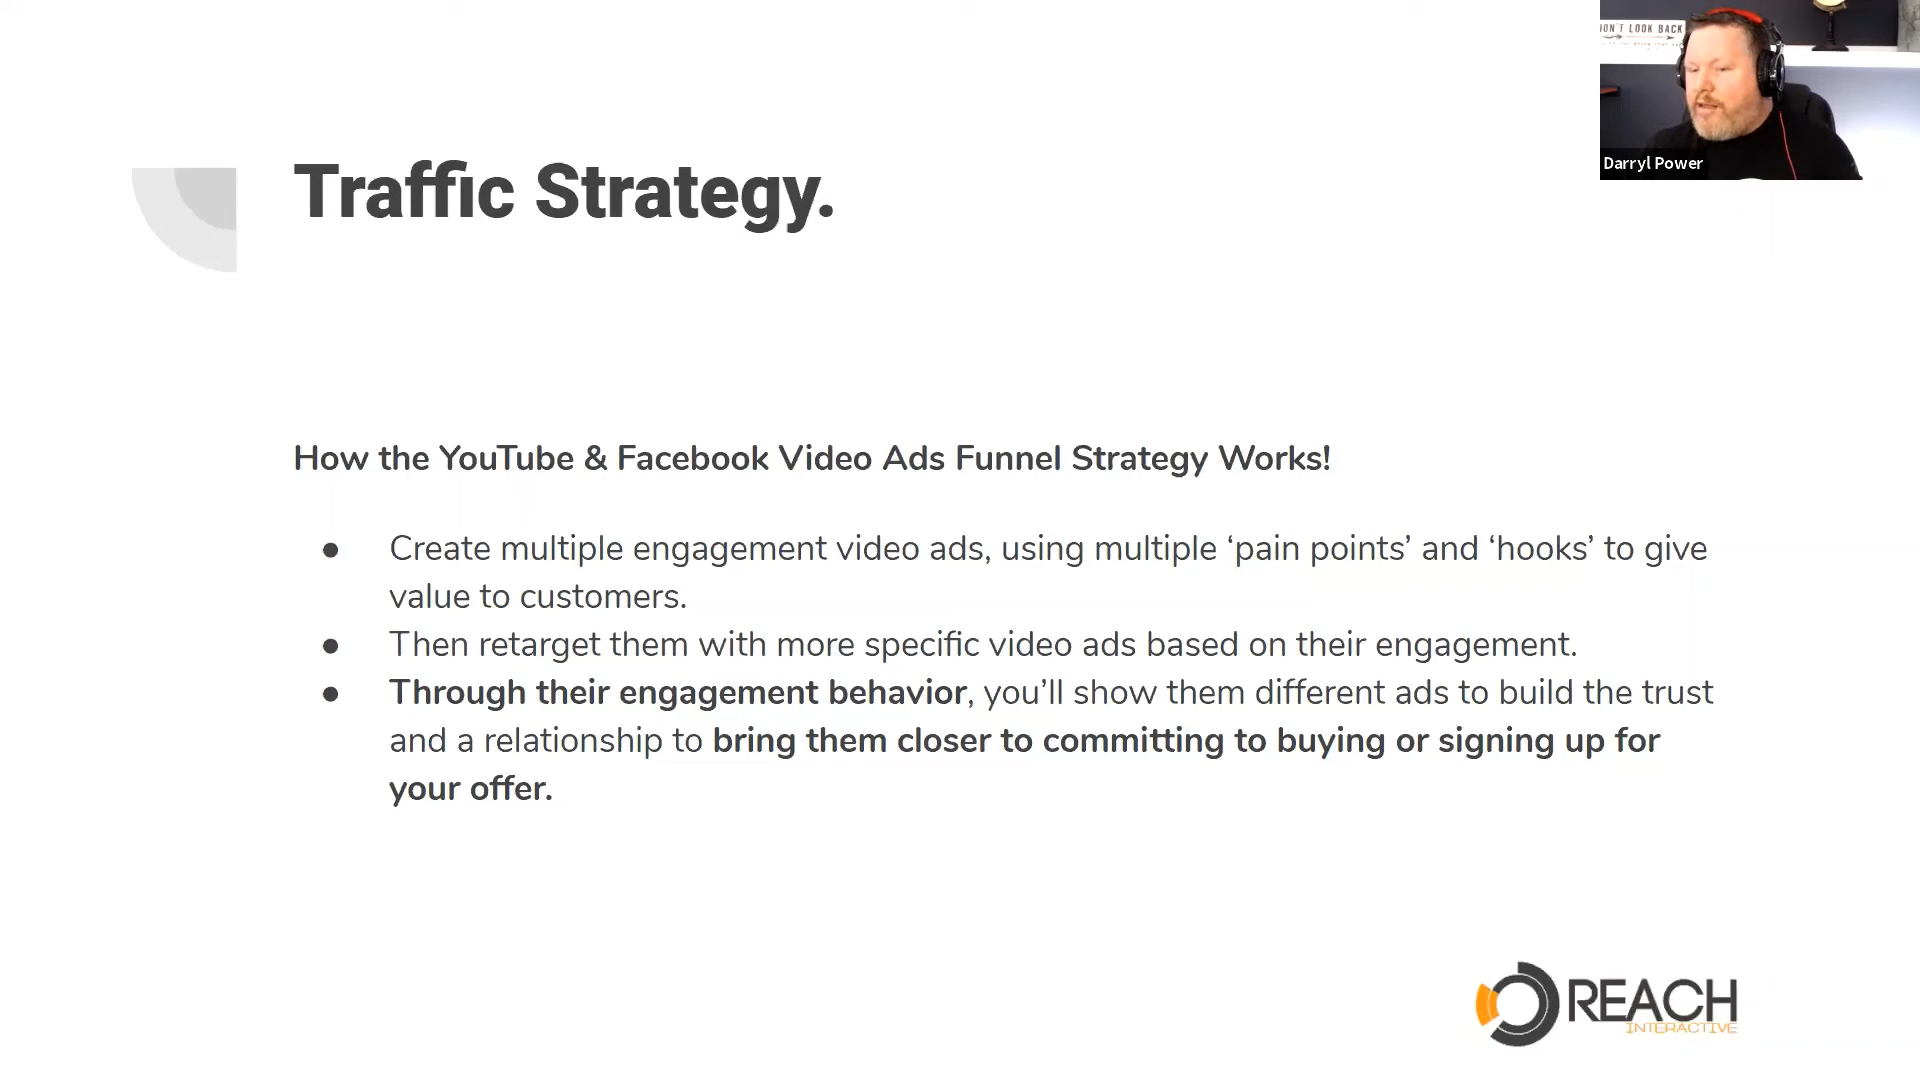 DON'T LOOK BACK
Darryl Power
Traffic Strategy.
How the YouTube & Facebook Video Ads Funnel Strategy Works!
● Create multiple engagement video ads, using multiple ‘pain points’ and ‘hooks’ to give
value to customers.
● Then retarget them with more specific video ads based on their engagement.
● Through their engagement behavior, you’ll show them different ads to build the trust
and a relationship to bring them closer to committing to buying or signing up for
your offer.
REACH
INTERACTIVE